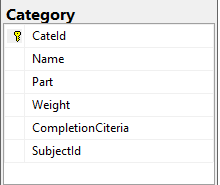 Category
CateId
Name
Part
Weight
CompletionCiteria
SubjectId